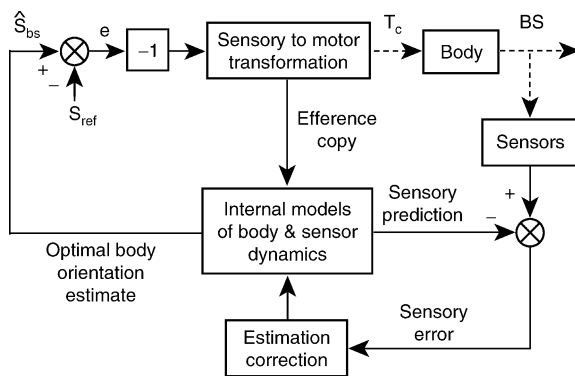 Ŝbs
e
−1
Sensory to motor
transformation
Tc
Body
BS
+
−
Sref
Efference
copy
Sensors
Internal models
of body & sensor
dynamics
Sensory
prediction
+
−
Optimal body
orientation
estimate
Estimation
correction
Sensory
error